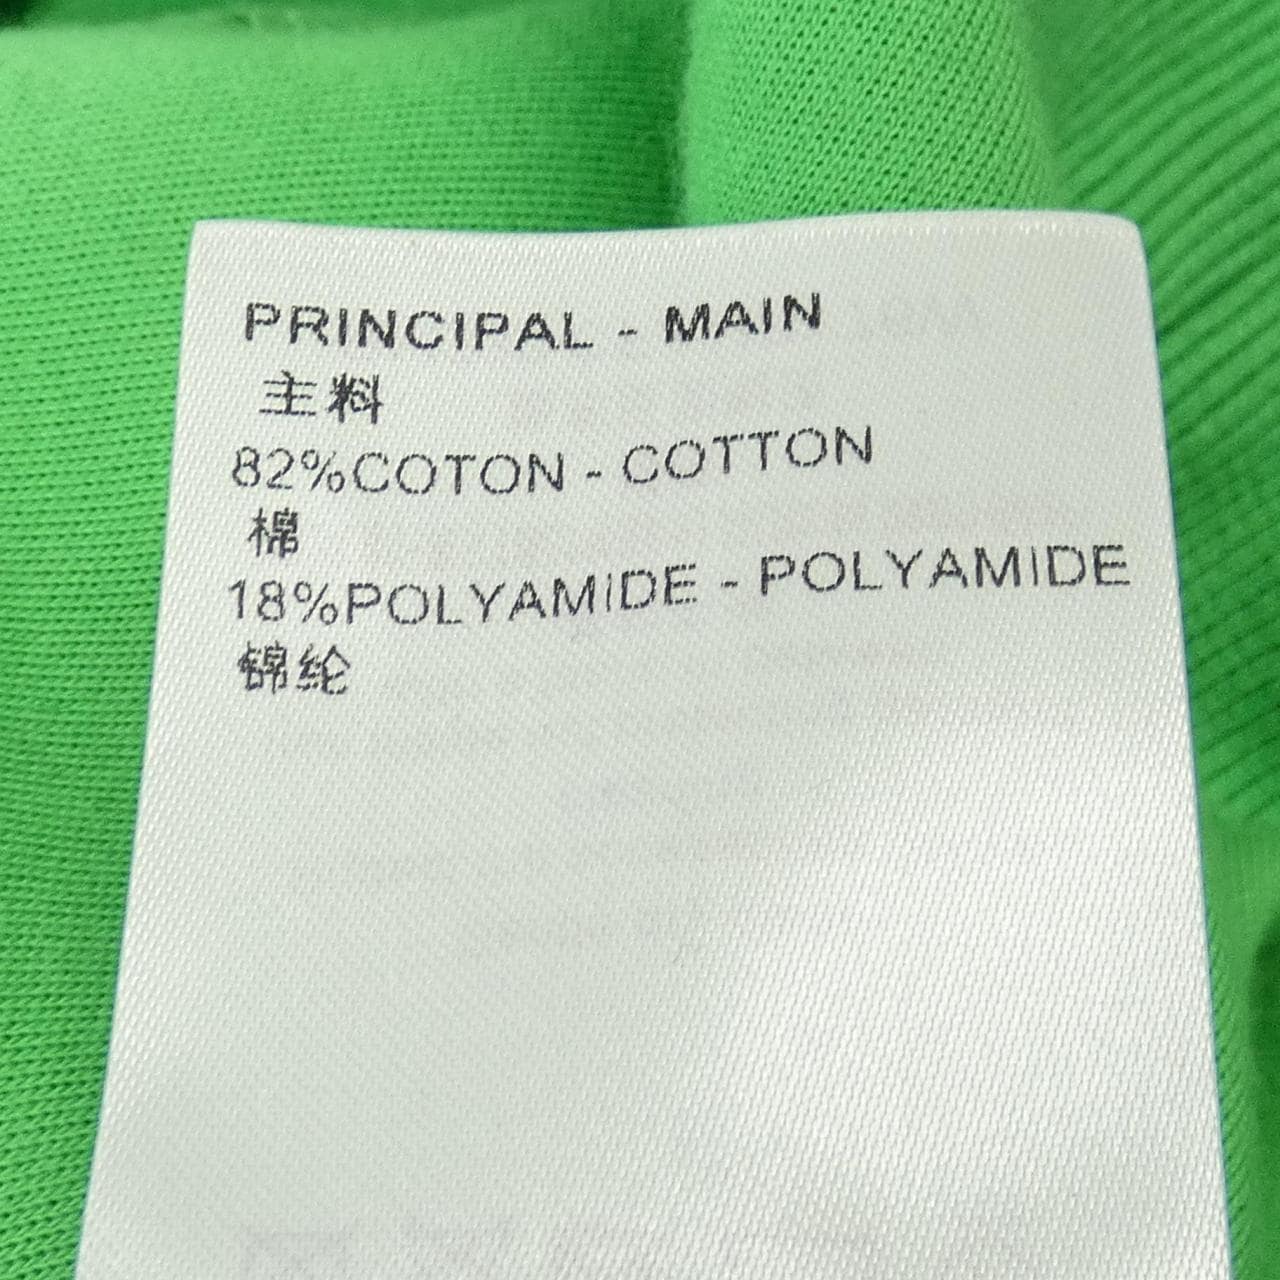 PRINCIPAL - MAIN
主料
82%COTON - COTTON
棉
18%POLYAMIDE - POLYAMIDE
锦纶